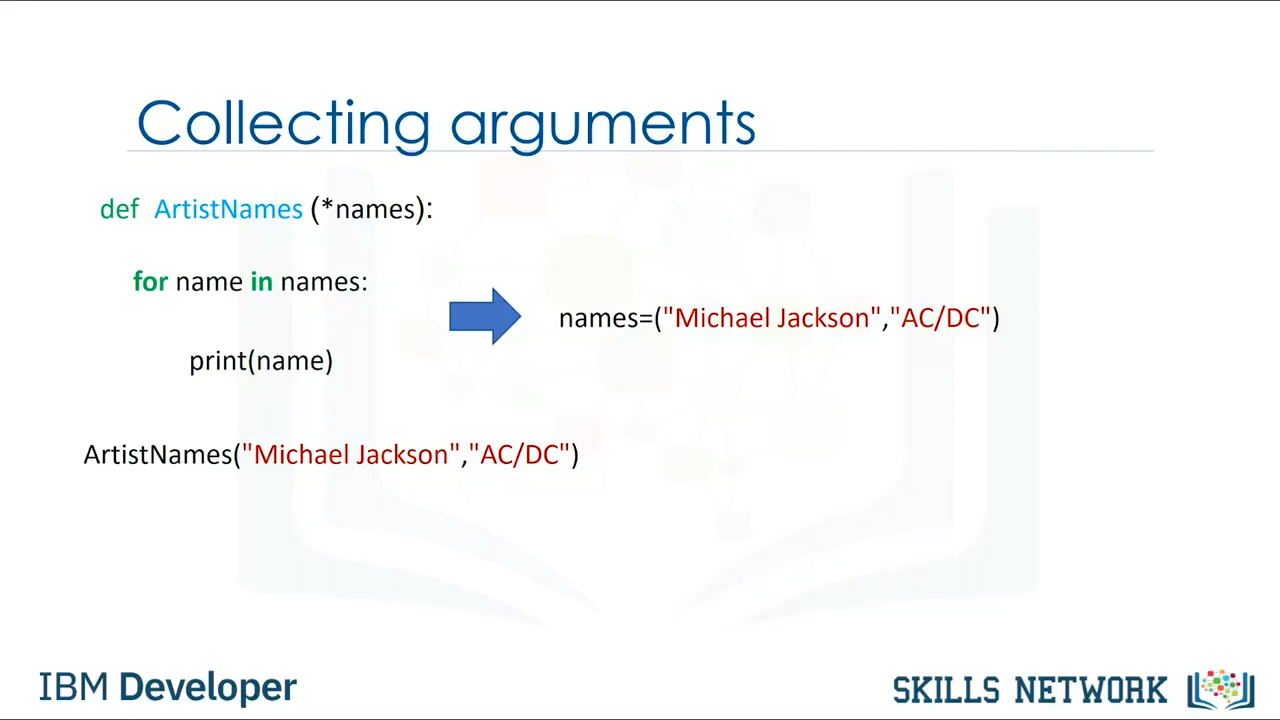 Collecting arguments
def ArtistNames (*names):
for name in names:
names=("Michael Jackson","AC/DC")
print(name)
ArtistNames("Michael Jackson","AC/DC")
IBM Developer
SKILLS NETWORK